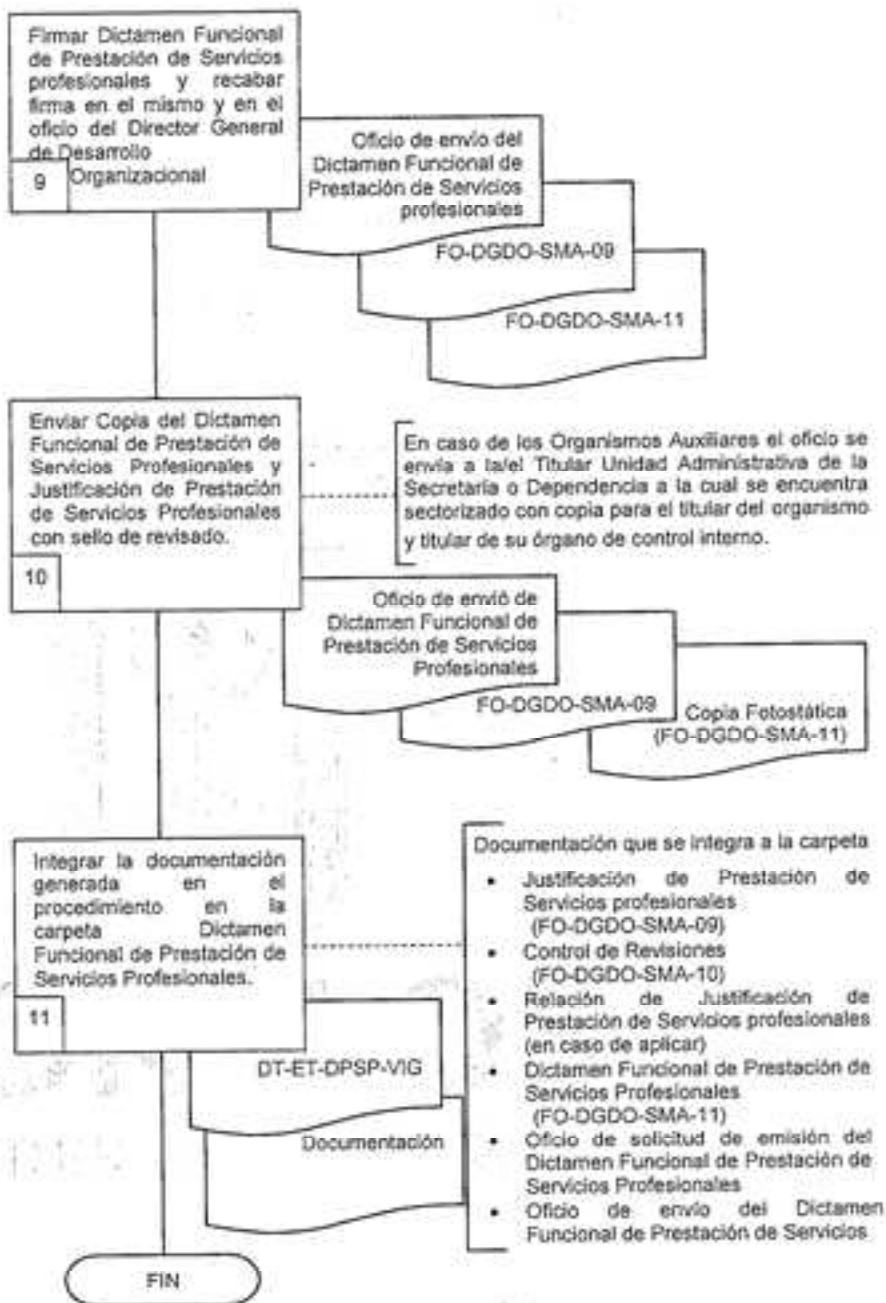 Firmar Dictamen Funcional
de Prestación de Servicios
profesionales y recabar
firma en el mismo y en el
oficio del Director General
de Desarrollo
9 Organizacional
Oficio de envío del
Dictamen Funcional de
Prestación de Servicios
profesionales
FO-DGDO-SMA-09
FO-DGDO-SMA-11
Enviar Copia del Dictamen
Funcional de Prestación de
Servicios Profesionales y
Justificación de Prestación
de Servicios Profesionales
con sello de revisado.
10
En caso de los Organismos Auxiliares el oficio se
envía a la/el Titular Unidad Administrativa de la
Secretaría o Dependencia a la cual se encuentra
sectorizado con copia para el titular del organismo
y titular de su órgano de control interno.
Oficio de envió de
Dictamen Funcional de
Prestación de Servicios
Profesionales
FO-DGDO-SMA-09
Copia Fotostática
(FO-DGDO-SMA-11)
Integrar la documentación
generada en el
procedimiento en la
carpeta Dictamen
Funcional de Prestación de
Servicios Profesionales.
11
DT-ET-DPSP-VIG
Documentación
Documentación que se integra a la carpeta
• Justificación de Prestación de
Servicios profesionales
(FO-DGDO-SMA-09)
• Control de Revisiones
(FO-DGDO-SMA-10)
• Relación de Justificación de
Prestación de Servicios profesionales
(en caso de aplicar)
• Dictamen Funcional de Prestación de
Servicios Profesionales
(FO-DGDO-SMA-11)
• Oficio de solicitud de emisión del
Dictamen Funcional de Prestación de
Servicios Profesionales
• Oficio de envío del Dictamen
Funcional de Prestación de Servicios
FIN